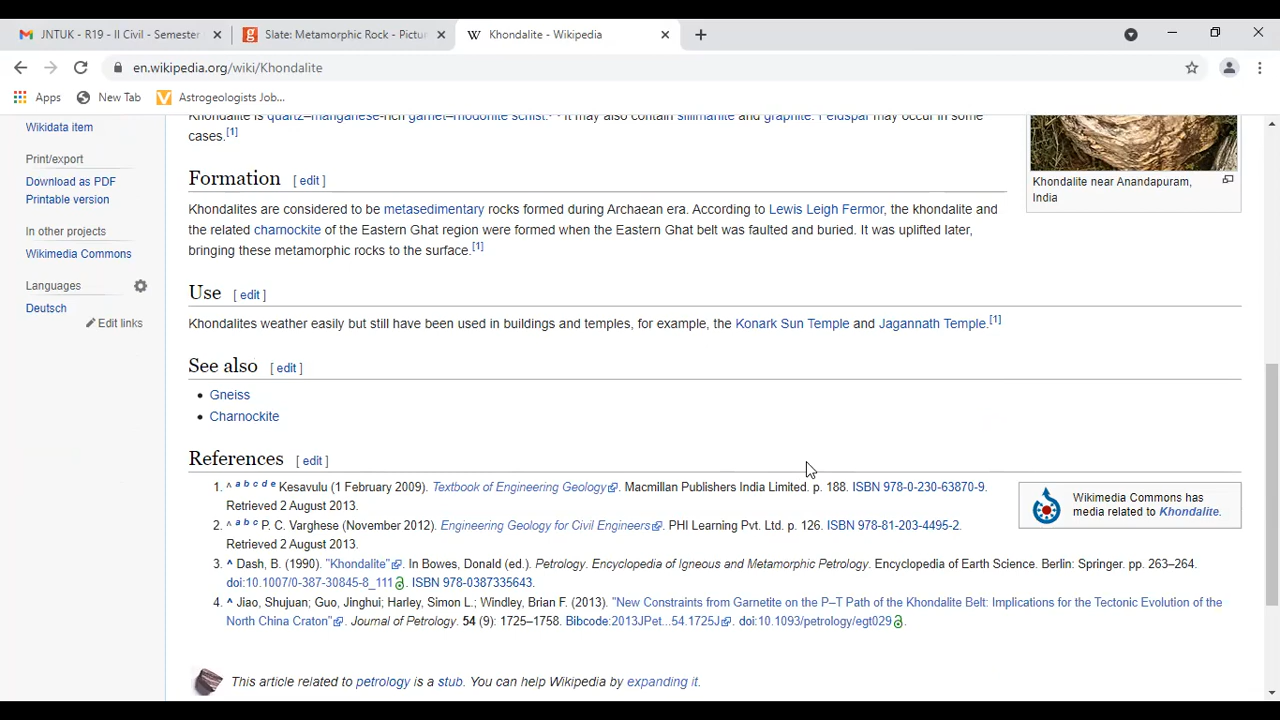 JNTUK - R19 - II Civil - Semester
Slate: Metamorphic Rock - Pictu
Khondalite - Wikipedia
en.wikipedia.org/wiki/Khondalite
Apps
New Tab
Astrogeologists Job...
Wikidata item
Print/export
Download as PDF
Printable version
In other projects
Wikimedia Commons
Languages
Deutsch
Edit links
Khondalite is quartz–manganese-rich garnet–rhodonite schist. It may also contain sillimanite and graphite. Feldspar may occur in some
cases.[1]
Formation [ edit ]
Khondalites are considered to be metasedimentary rocks formed during Archaean era. According to Lewis Leigh Fermor, the khondalite and
the related charnockite of the Eastern Ghat region were formed when the Eastern Ghat belt was faulted and buried. It was uplifted later,
bringing these metamorphic rocks to the surface.[1]
Khondalite near Anandapuram,
India
Use [ edit ]
Khondalites weather easily but still have been used in buildings and temples, for example, the Konark Sun Temple and Jagannath Temple.[1]
See also [ edit ]
• Gneiss
• Charnockite
References [ edit ]
1. ^ a b c d e Kesavulu (1 February 2009). Textbook of Engineering Geology. Macmillan Publishers India Limited. p. 188. ISBN 978-0-230-63870-9.
Retrieved 2 August 2013.
2. ^ a b c P. C. Varghese (November 2012). Engineering Geology for Civil Engineers. PHI Learning Pvt. Ltd. p. 126. ISBN 978-81-203-4495-2.
Retrieved 2 August 2013.
3. ^ Dash, B. (1990). "Khondalite". In Bowes, Donald (ed.). Petrology. Encyclopedia of Igneous and Metamorphic Petrology. Encyclopedia of Earth Science. Berlin: Springer. pp. 263–264.
doi:10.1007/0-387-30845-8_111. ISBN 978-0387335643.
4. ^ Jiao, Shujuan; Guo, Jinghui; Harley, Simon L.; Windley, Brian F. (2013). "New Constraints from Garnetite on the P–T Path of the Khondalite Belt: Implications for the Tectonic Evolution of the
North China Craton". Journal of Petrology. 54 (9): 1725–1758. Bibcode:2013JPet...54.1725J. doi:10.1093/petrology/egt029.
Wikimedia Commons has
media related to Khondalite.
This article related to petrology is a stub. You can help Wikipedia by expanding it.